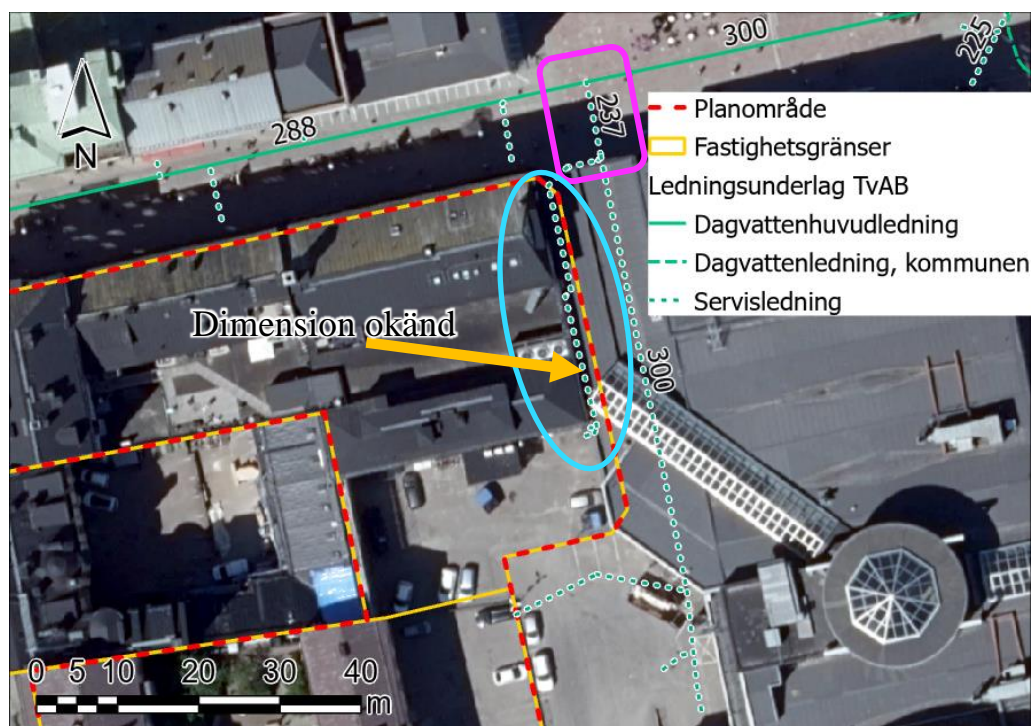 300
225
237
288
N
Planområde
Fastighetsgränser
Ledningsunderlag TvAB
Dagvattenhuvudledning
Dagvattenledning, kommunen
Servisledning
Dimension okänd
300
0 5 10 20 30 40
m